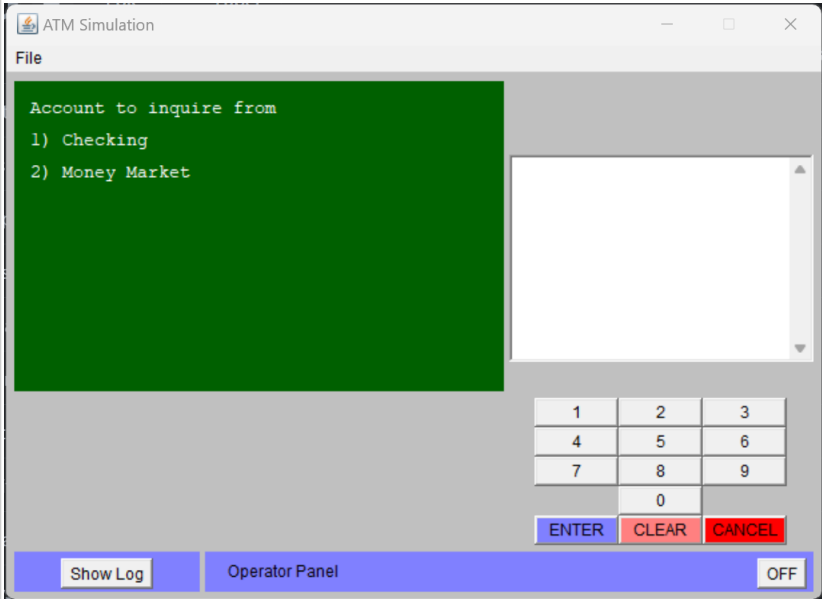 ATM Simulation
File
Account to inquire from
1) Checking
2) Money Market
1 2 3
4 5 6
7 8 9
0
ENTER CLEAR CANCEL
Show Log Operator Panel OFF